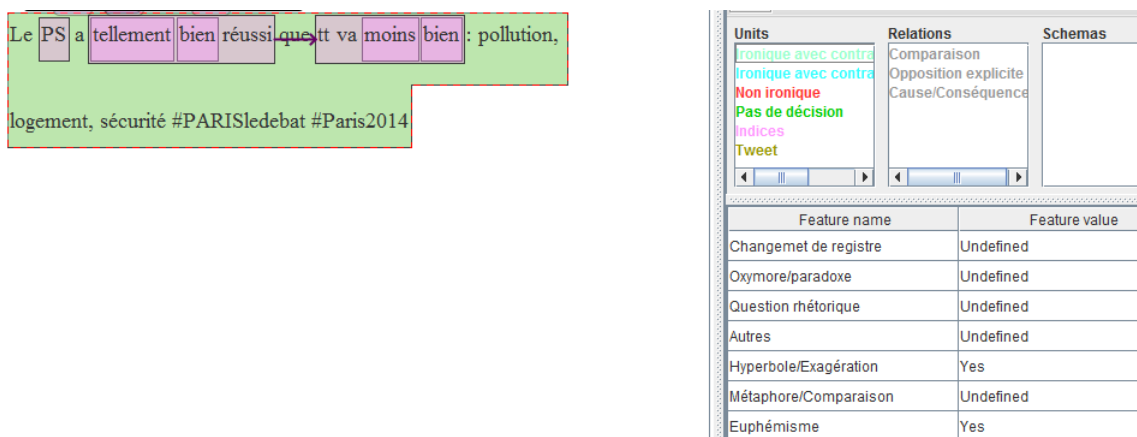 Le PS a tellement bien réussi que tt va moins bien : pollution,
logement, sécurité #PARISledebat #Paris2014
Units Relations Schemas
Ironique avec contra Comparaison
Ironique avec contra Opposition explicite
Non ironique Cause/Conséquence
Pas de décision
Indices
Tweet
Feature name Feature value
Changemet de registre Undefined
Oxymore/paradoxe Undefined
Question rhétorique Undefined
Autres Undefined
Hyperbole/Exagération Yes
Métaphore/Comparaison Undefined
Euphémisme Yes